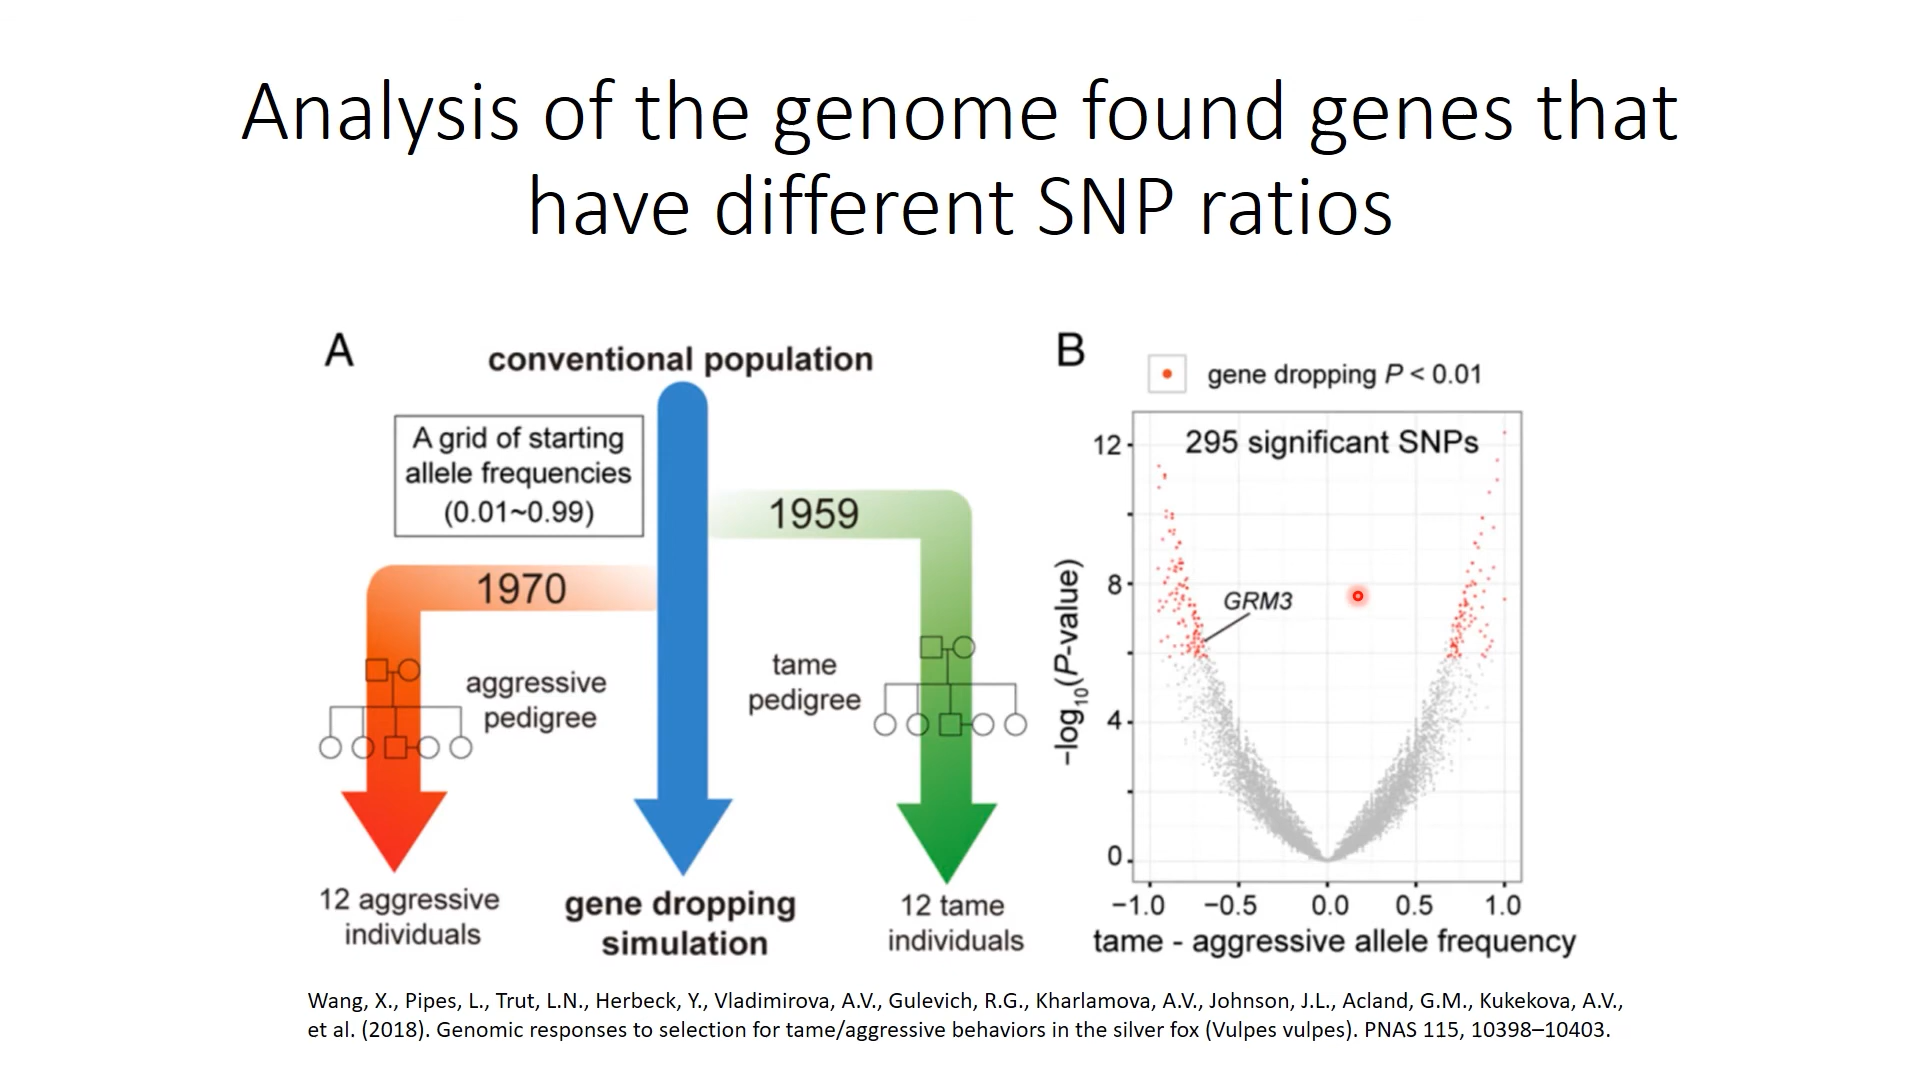 Analysis of the genome found genes that
have different SNP ratios
A
conventional population
A grid of starting
allele frequencies
(0.01~0.99)
1959
1970
aggressive
pedigree
tame
pedigree
12 aggressive
individuals
gene dropping
simulation
12 tame
individuals
B
gene dropping P < 0.01
295 significant SNPs
GRM3
12
8
4
0
−log10(P-value)
−1.0 −0.5 0.0 0.5 1.0
tame - aggressive allele frequency
Wang, X., Pipes, L., Trut, L.N., Herbeck, Y., Vladimirova, A.V., Gulevich, R.G., Kharlamova, A.V., Johnson, J.L., Acland, G.M., Kukekova, A.V.,
et al. (2018). Genomic responses to selection for tame/aggressive behaviors in the silver fox (Vulpes vulpes). PNAS 115, 10398–10403.